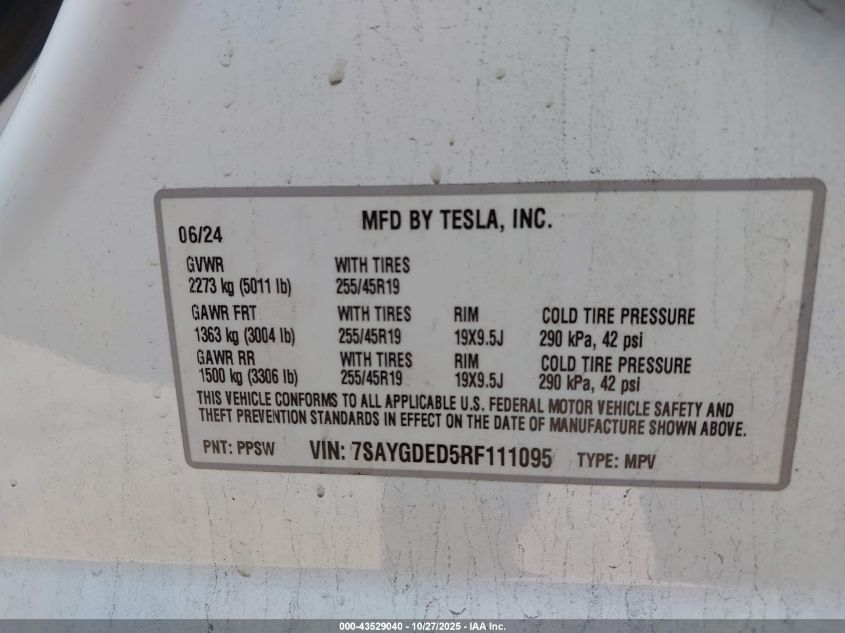 06/24 MFD BY TESLA, INC.
GVWR WITH TIRES
2273 kg (5011 lb) 255/45R19
GAWR FRT WITH TIRES RIM COLD TIRE PRESSURE
1363 kg (3004 lb) 255/45R19 19X9.5J 290 kPa, 42 psi
GAWR RR WITH TIRES RIM COLD TIRE PRESSURE
1500 kg (3306 lb) 255/45R19 19X9.5J 290 kPa, 42 psi
THIS VEHICLE CONFORMS TO ALL APPLICABLE U.S. FEDERAL MOTOR VEHICLE SAFETY AND
THEFT PREVENTION STANDARDS IN EFFECT ON THE DATE OF MANUFACTURE SHOWN ABOVE.
PNT: PPSW VIN: 7SAYGDED5RF111095 TYPE: MPV
000-43529040 - 10/27/2025 - IAA Inc.